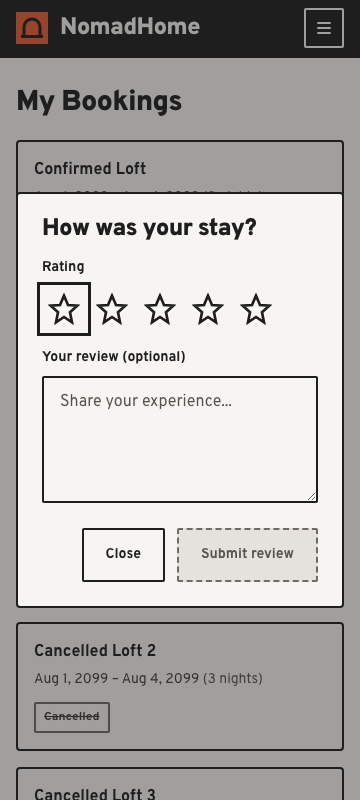 NomadHome
My Bookings
Confirmed Loft
How was your stay?
Rating
Your review (optional)
Share your experience...
Close
Submit review
Cancelled Loft 2
Aug 1, 2099 – Aug 4, 2099 (3 nights)
Cancelled
Cancelled Loft 3